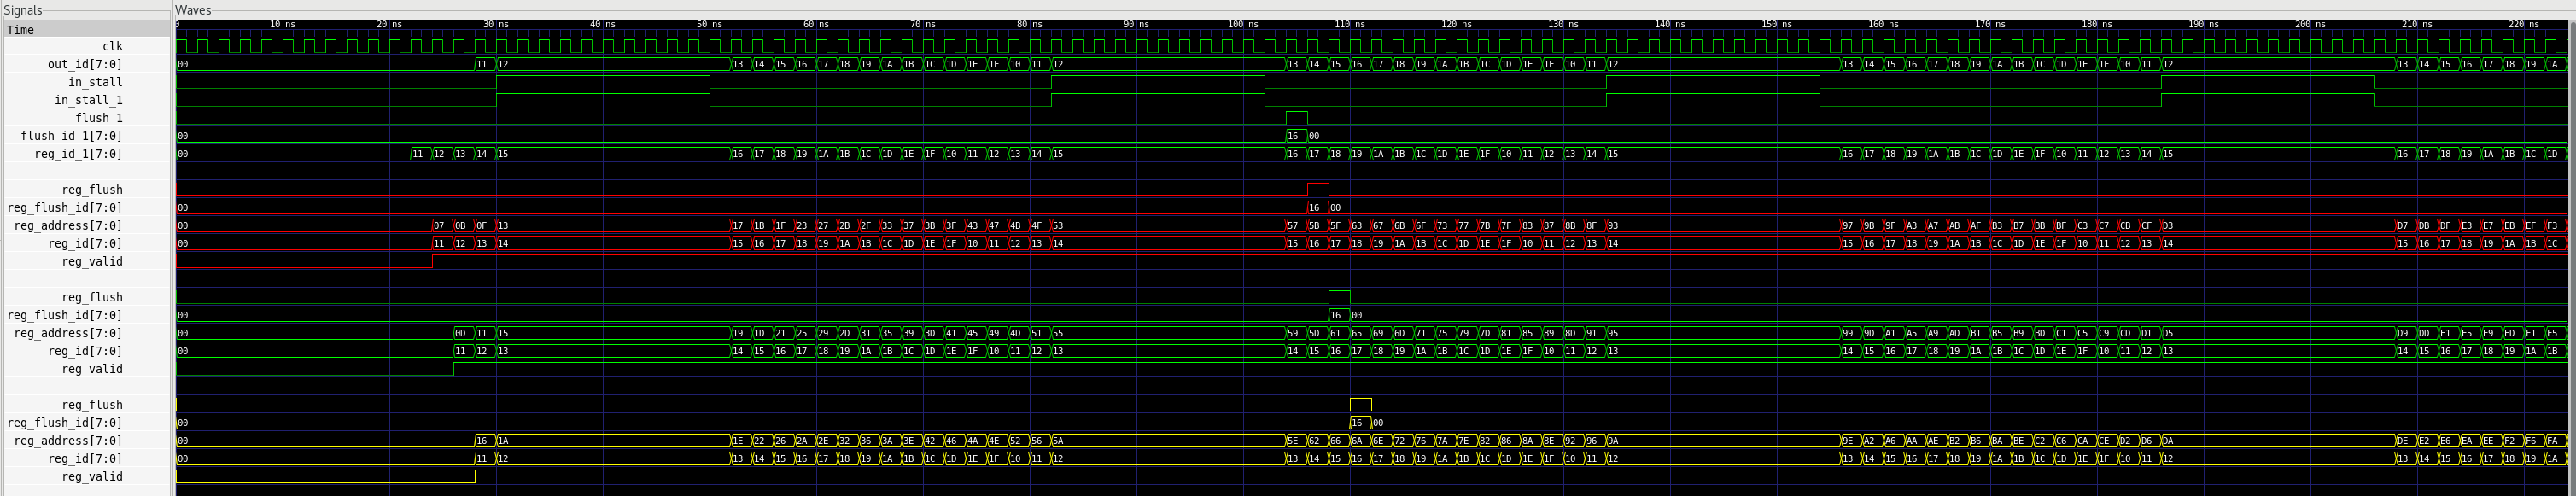 Signals Waves
Time 0 10 ns 20 ns 30 ns 40 ns 50 ns 60 ns 70 ns 80 ns 90 ns 100 ns 110 ns 120 ns 130 ns 140 ns 150 ns 160 ns 170 ns 180 ns 190 ns 200 ns 210 ns 220 ns
clk
out_id[7:0] 00 11 12 13 14 15 16 17 18 19 1A 1B 1C 1D 1E 1F 10 11 12 13 14 15 16 17 18 19 1A 1B 1C 1D 1E 1F 10 11 12 13 14 15 16 17 18 19 1A 1B 1C 1D 1E 1F 10 11 12 13 14 15 16 17 18 19 1A
in_stall
in_stall_1
flush_1
flush_id_1[7:0] 00 16 00
reg_id_1[7:0] 00 11 12 13 14 15 16 17 18 19 1A 1B 1C 1D 1E 1F 10 11 12 13 14 15 16 17 18 19 1A 1B 1C 1D 1E 1F 10 11 12 13 14 15 16 17 18 19 1A 1B 1C 1D 1E 1F 10 11 12 13 14 15 16 17 18 19 1A 1B 1C 1D
reg_flush
reg_flush_id[7:0] 00 16 00
reg_address[7:0] 00 07 0B 0F 13 17 1B 1F 23 27 2B 2F 33 37 3B 3F 43 47 4B 4F 53 57 5B 5F 63 67 6B 6F 73 77 7B 7F 83 87 8B 8F 93 97 9B 9F A3 A7 AB AF B3 B7 BB BF C3 C7 CB CF D3 D7 DB DF E3 E7 EB EF F3
reg_id[7:0] 00 11 12 13 14 15 16 17 18 19 1A 1B 1C 1D 1E 1F 10 11 12 13 14 15 16 17 18 19 1A 1B 1C 1D 1E 1F 10 11 12 13 14 15 16 17 18 19 1A 1B 1C 1D 1E 1F 10 11 12 13 14 15 16 17 18 19 1A 1B 1C
reg_valid
reg_flush
reg_flush_id[7:0] 00 16 00
reg_address[7:0] 00 0D 11 15 19 1D 21 25 29 2D 31 35 39 3D 41 45 49 4D 51 55 59 5D 61 65 69 6D 71 75 79 7D 81 85 89 8D 91 95 99 9D A1 A5 A9 AD B1 B5 B9 BD C1 C5 C9 CD D1 D5 D9 DD E1 E5 E9 ED F1 F5
reg_id[7:0] 00 11 12 13 14 15 16 17 18 19 1A 1B 1C 1D 1E 1F 10 11 12 13 14 15 16 17 18 19 1A 1B 1C 1D 1E 1F 10 11 12 13 14 15 16 17 18 19 1A 1B 1C 1D 1E 1F 10 11 12 13 14 15 16 17 18 19 1A 1B
reg_valid
reg_flush
reg_flush_id[7:0] 00 16 00
reg_address[7:0] 00 16 1A 1E 22 26 2A 2E 32 36 3A 3E 42 46 4A 4E 52 56 5A 5E 62 66 6A 6E 72 76 7A 7E 82 86 8A 8E 92 96 9A 9E A2 A6 AA AE B2 B6 BA BE C2 C6 CA CE D2 D6 DA DE E2 E6 EA EE F2 F6 FA
reg_id[7:0] 00 11 12 13 14 15 16 17 18 19 1A 1B 1C 1D 1E 1F 10 11 12 13 14 15 16 17 18 19 1A 1B 1C 1D 1E 1F 10 11 12 13 14 15 16 17 18 19 1A 1B 1C 1D 1E 1F 10 11 12 13 14 15 16 17 18 19 1A
reg_valid